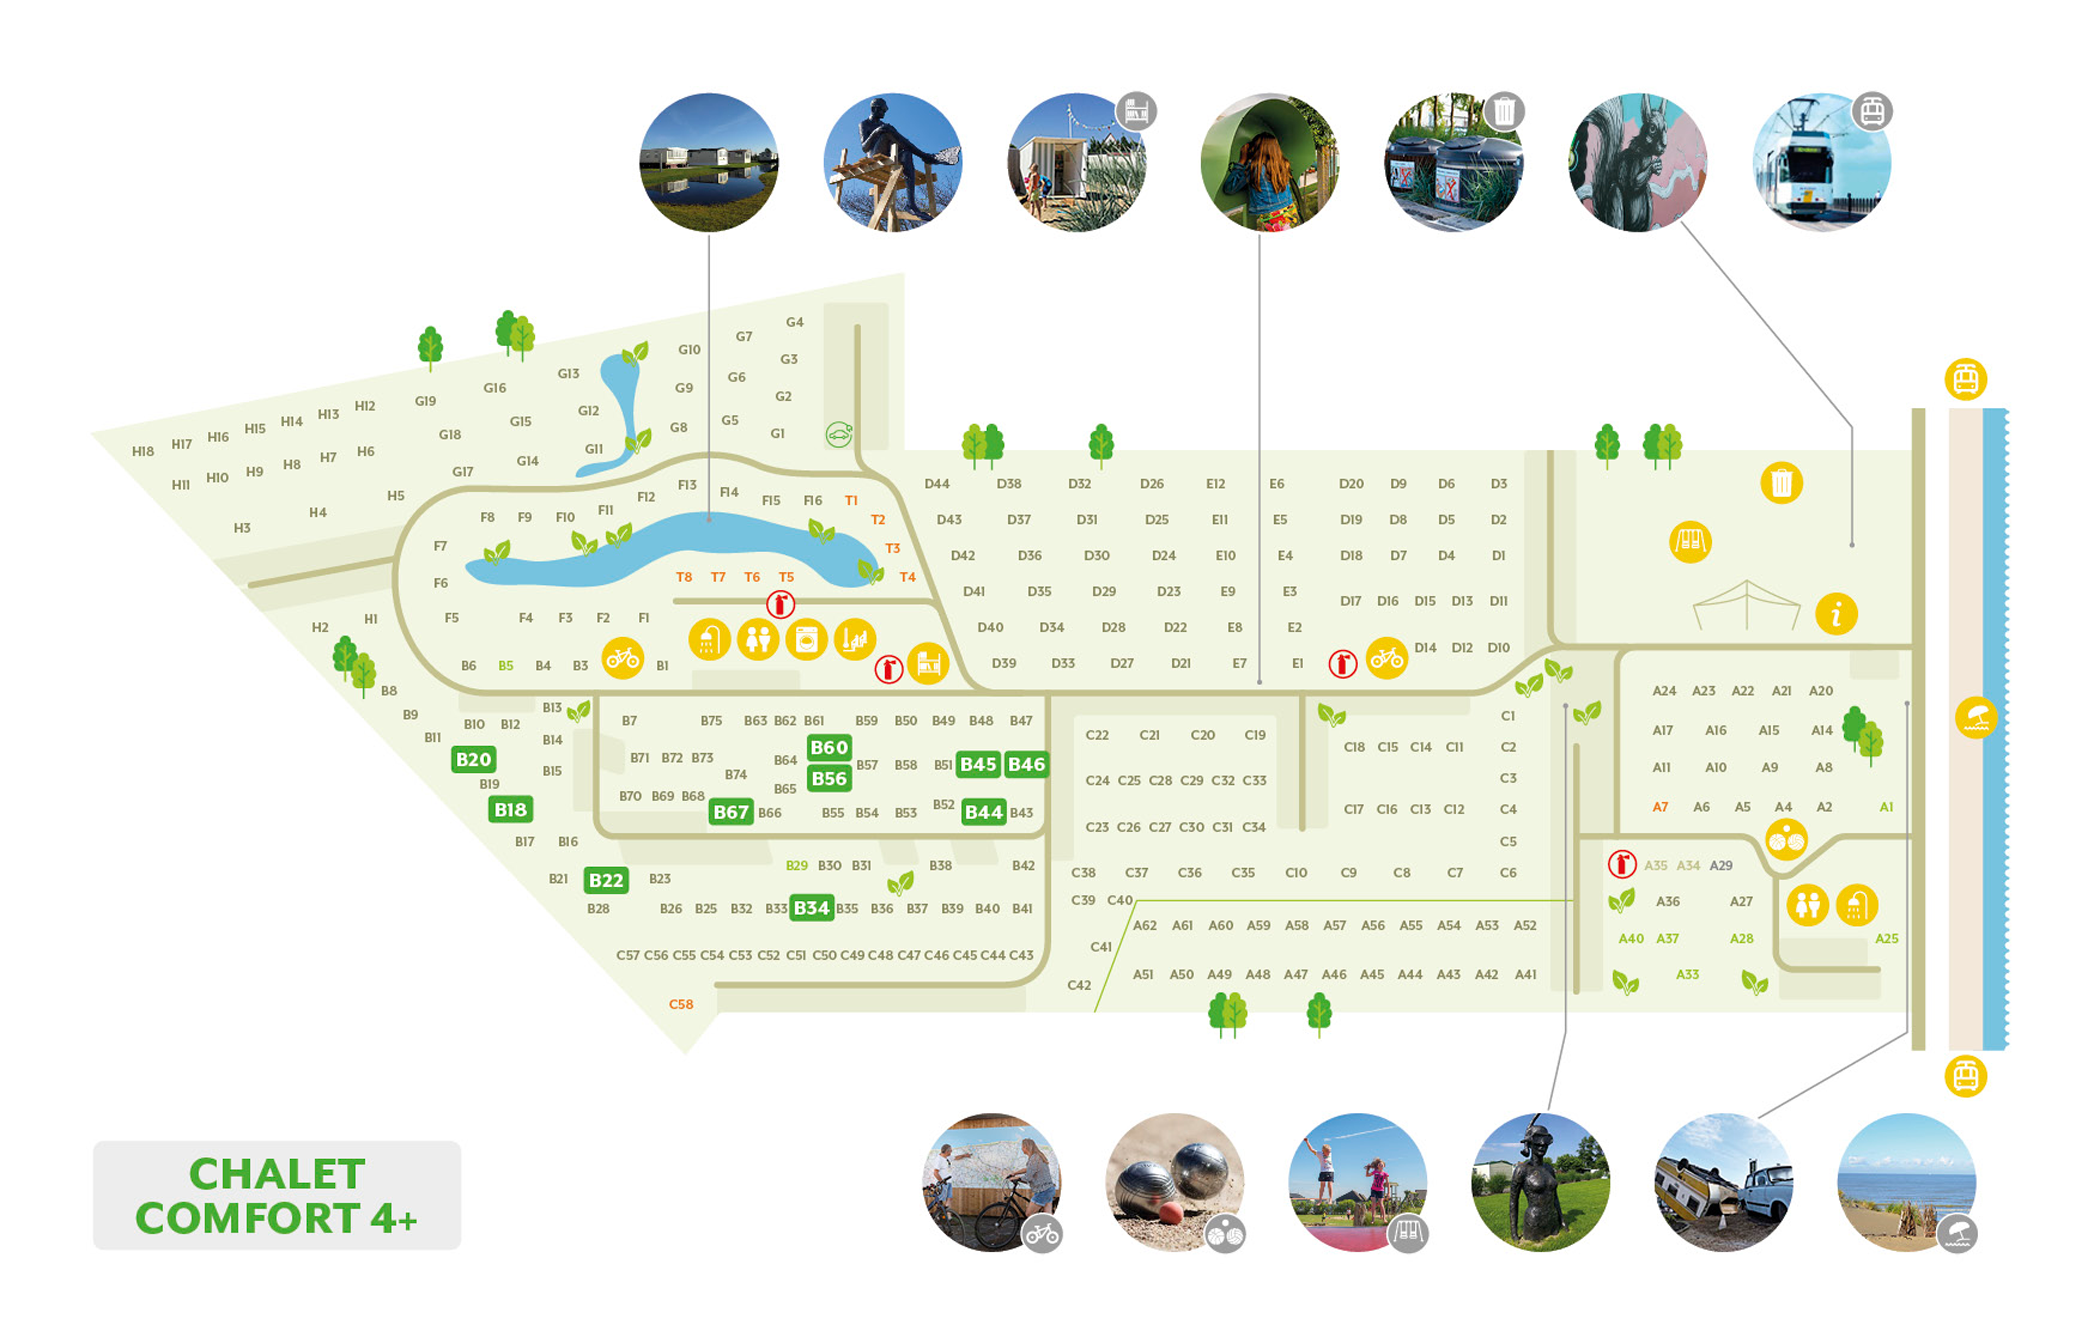 G4
G7
G10
G3
G13
G6
G16
G9
G2
G19
H12
G12
H13
H14
G15
G5
H15
G8
G1
H16
G18
H17
G11
H18
H6
H7
G14
H8
H9
G17
H10
H11
H5
H4
H3
D44 D38 D32 D26 E12 E6 D20 D9 D6 D3
F13
F14
F12
F15 F16 T1
F11
F8 F9 F10
T2
D43 D37 D31 D25 E11 E5 D19 D8 D5 D2
F7
T3
D42 D36 D30 D24 E10 E4 D18 D7 D4 D1
F6
T8 T7 T6 T5 T4
D41 D35 D29 D23 E9 E3
D17 D16 D15 D13 D11
H2 H1
F5 F4 F3 F2 F1
D40 D34 D28 D22 E8 E2
D14 D12 D10
B6 B5 B4 B3 B1
D39 D33 D27 D21 E7 E1
B8
B9
B10 B12
B13
B11
B14
B20
B15
B19
B18
B17 B16
B21 B22 B23
B28
B7 B75 B63 B62 B61 B59 B50 B49 B48 B47
B60
B71 B72 B73 B64 B57 B58 B51 B45 B46
B74 B56
B65
B70 B69 B68 B67 B66 B55 B54 B53 B52 B44 B43
B29 B30 B31 B38 B42
B26 B25 B32 B33 B34 B35 B36 B37 B39 B40 B41
C57 C56 C55 C54 C53 C52 C51 C50 C49 C48 C47 C46 C45 C44 C43
C58
C22 C21 C20 C19
C24 C25 C28 C29 C32 C33
C23 C26 C27 C30 C31 C34
C1
C18 C15 C14 C11 C2
C3
C17 C16 C13 C12 C4
C5
C38 C37 C36 C35 C10 C9 C8 C7 C6
C39 C40
C41
C42
A62 A61 A60 A59 A58 A57 A56 A55 A54 A53 A52
A51 A50 A49 A48 A47 A46 A45 A44 A43 A42 A41
i
A24 A23 A22 A21 A20
A17 A16 A15 A14
A11 A10 A9 A8
A7 A6 A5 A4 A2 A1
A35 A34 A29
A36 A27
A40 A37 A28 A25
A33
CHALET
COMFORT 4+